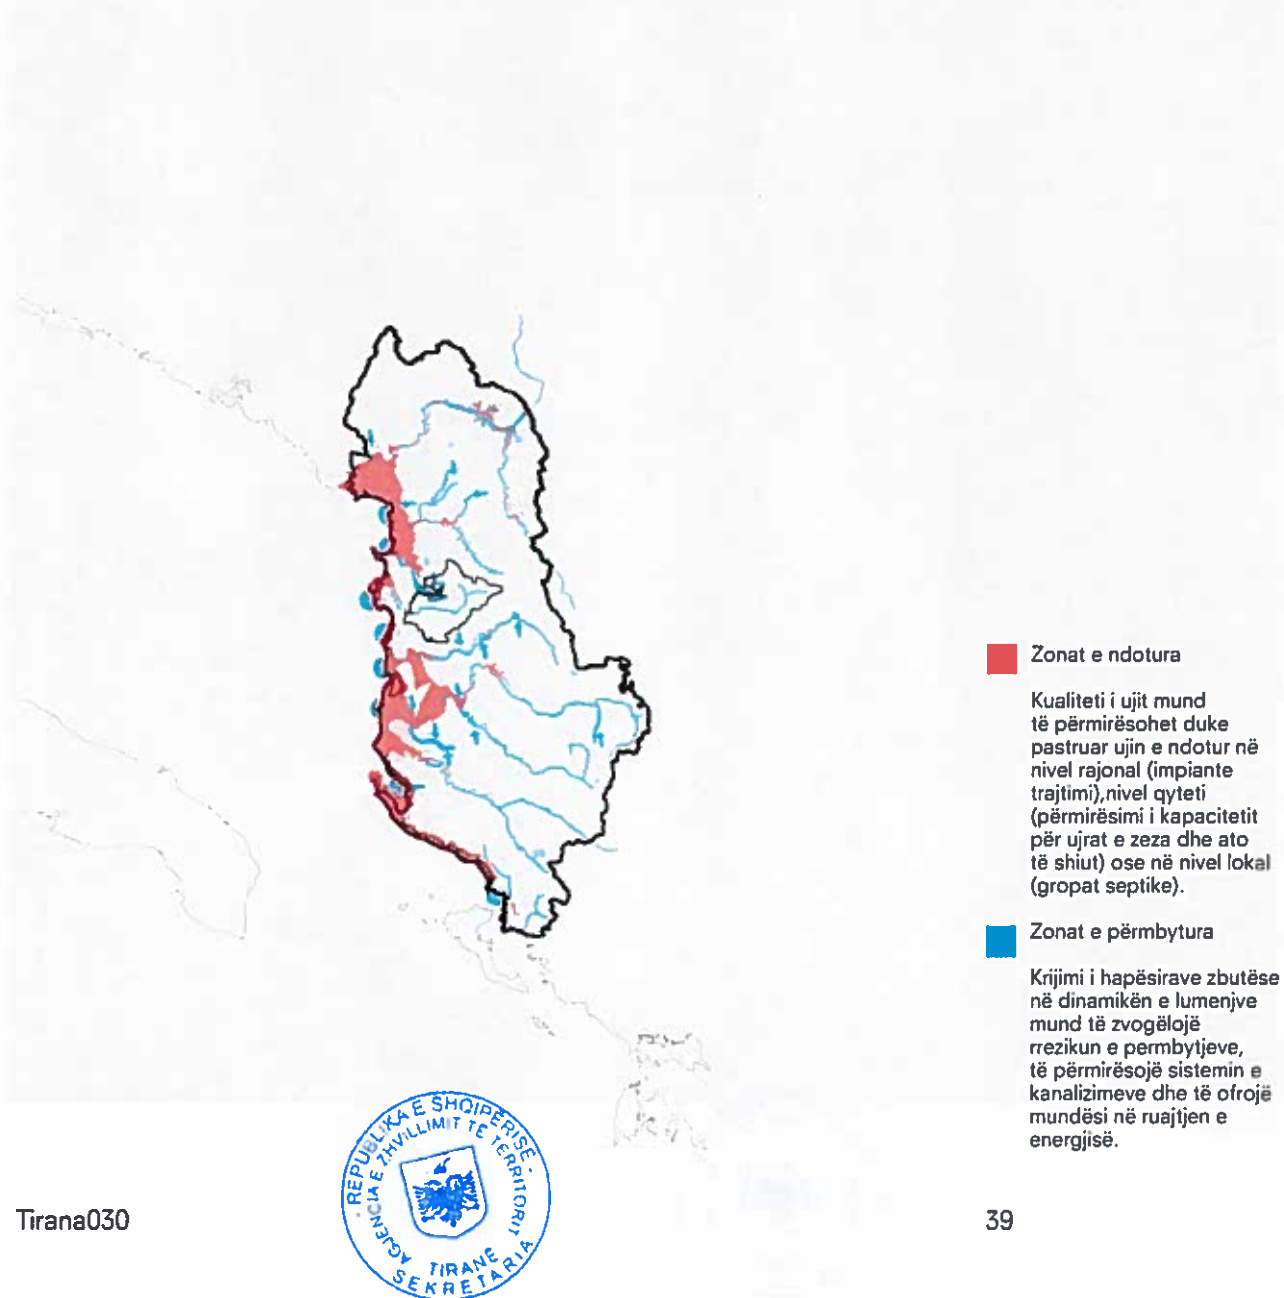 Zonat e ndotura
Kualiteti i ujit mund
të përmirësohet duke
pastruar ujin e ndotur në
nivel rajonal (impiante
trajtimi),nivel qyteti
(përmirësimi i kapacitetit
për ujrat e zeza dhe ato
të shiut) ose në nivel lokal
(gropat septike).
Zonat e përmbytura
Krijimi i hapësirave zbutëse
në dinamikën e lumenjve
mund të zvogëlojë
rrezikun e permbytjeve,
të përmirësojë sistemin e
kanalizimeve dhe të ofrojë
mundësi në ruajtjen e
energjisë.
REPUBLIKA E SHQIPËRISË
AGJENCIA E ZHVILLIMIT TË TERRITORIT
TIRANË
SEKRETARIA
Tirana030
39